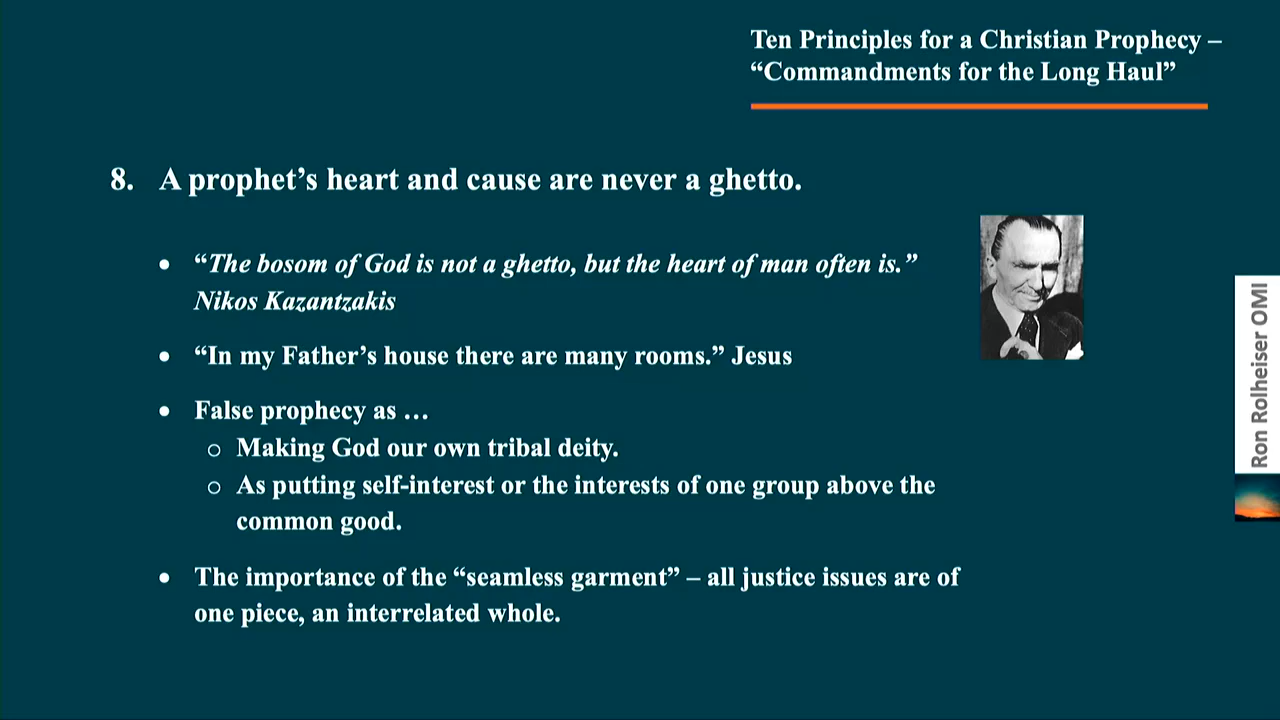 Ten Principles for a Christian Prophecy –
“Commandments for the Long Haul”
8. A prophet’s heart and cause are never a ghetto.
• “The bosom of God is not a ghetto, but the heart of man often is.”
Nikos Kazantzakis
• “In my Father’s house there are many rooms.” Jesus
• False prophecy as …
o Making God our own tribal deity.
o As putting self-interest or the interests of one group above the
common good.
• The importance of the “seamless garment” – all justice issues are of
one piece, an interrelated whole.
Ron Rolheiser OMI